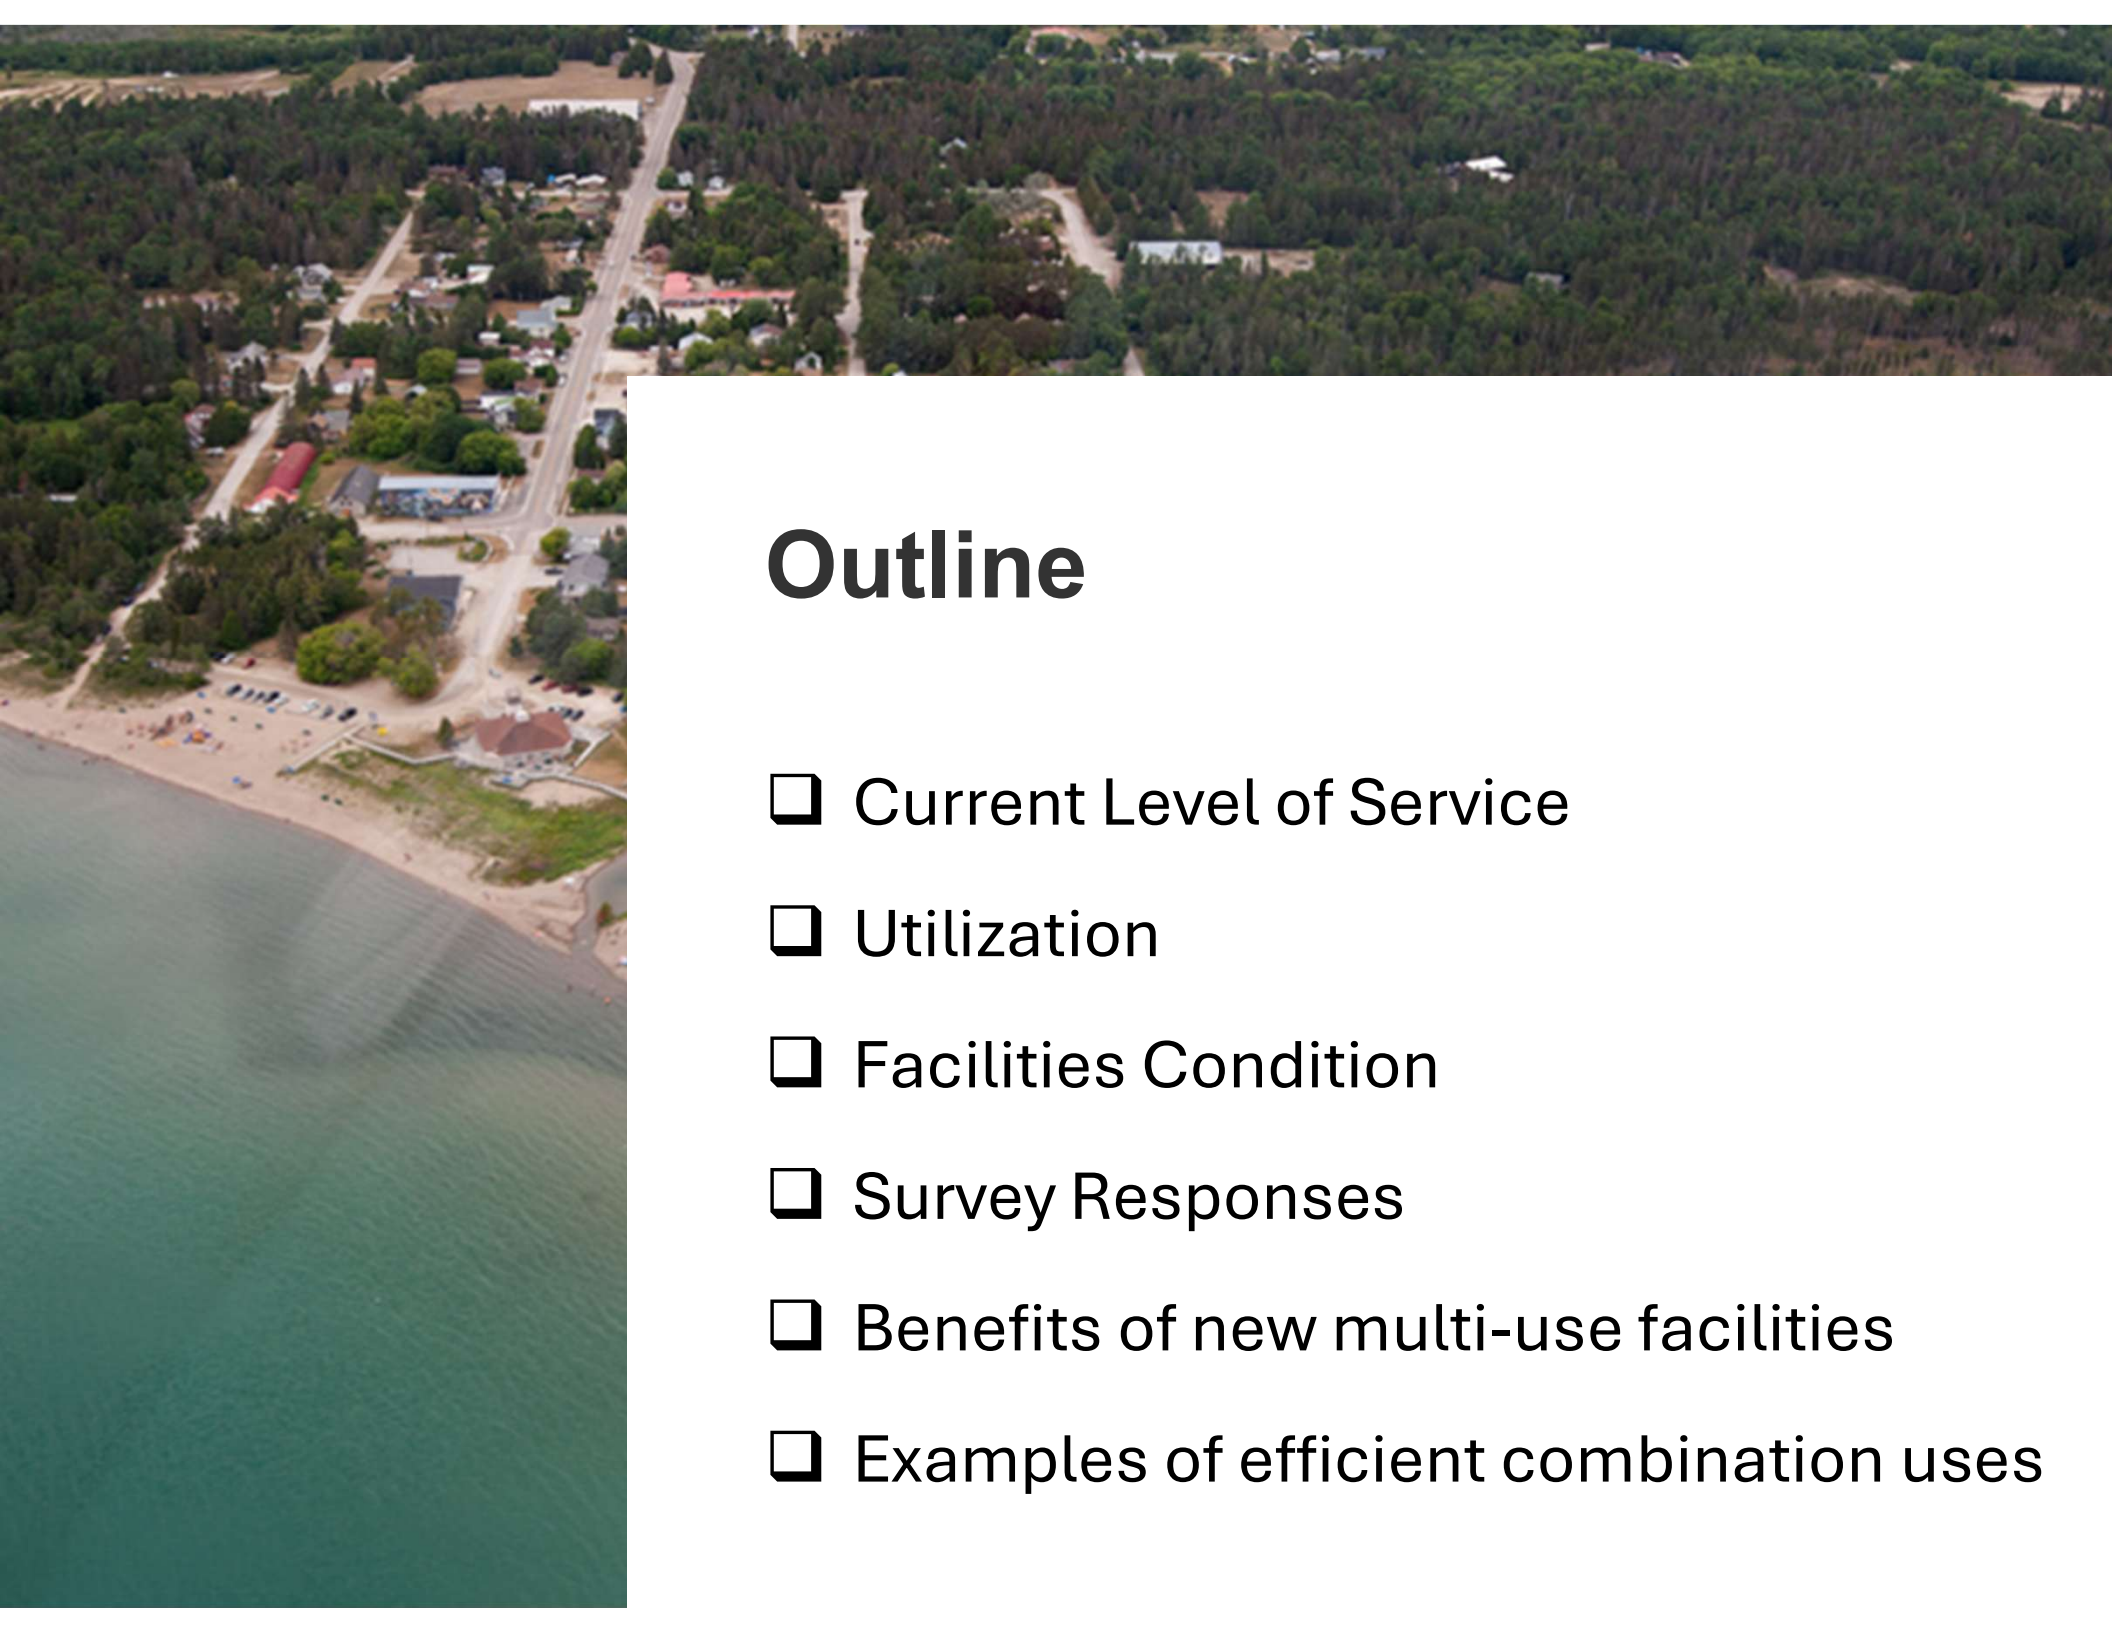 Outline
❑ Current Level of Service
❑ Utilization
❑ Facilities Condition
❑ Survey Responses
❑ Benefits of new multi-use facilities
❑ Examples of efficient combination uses